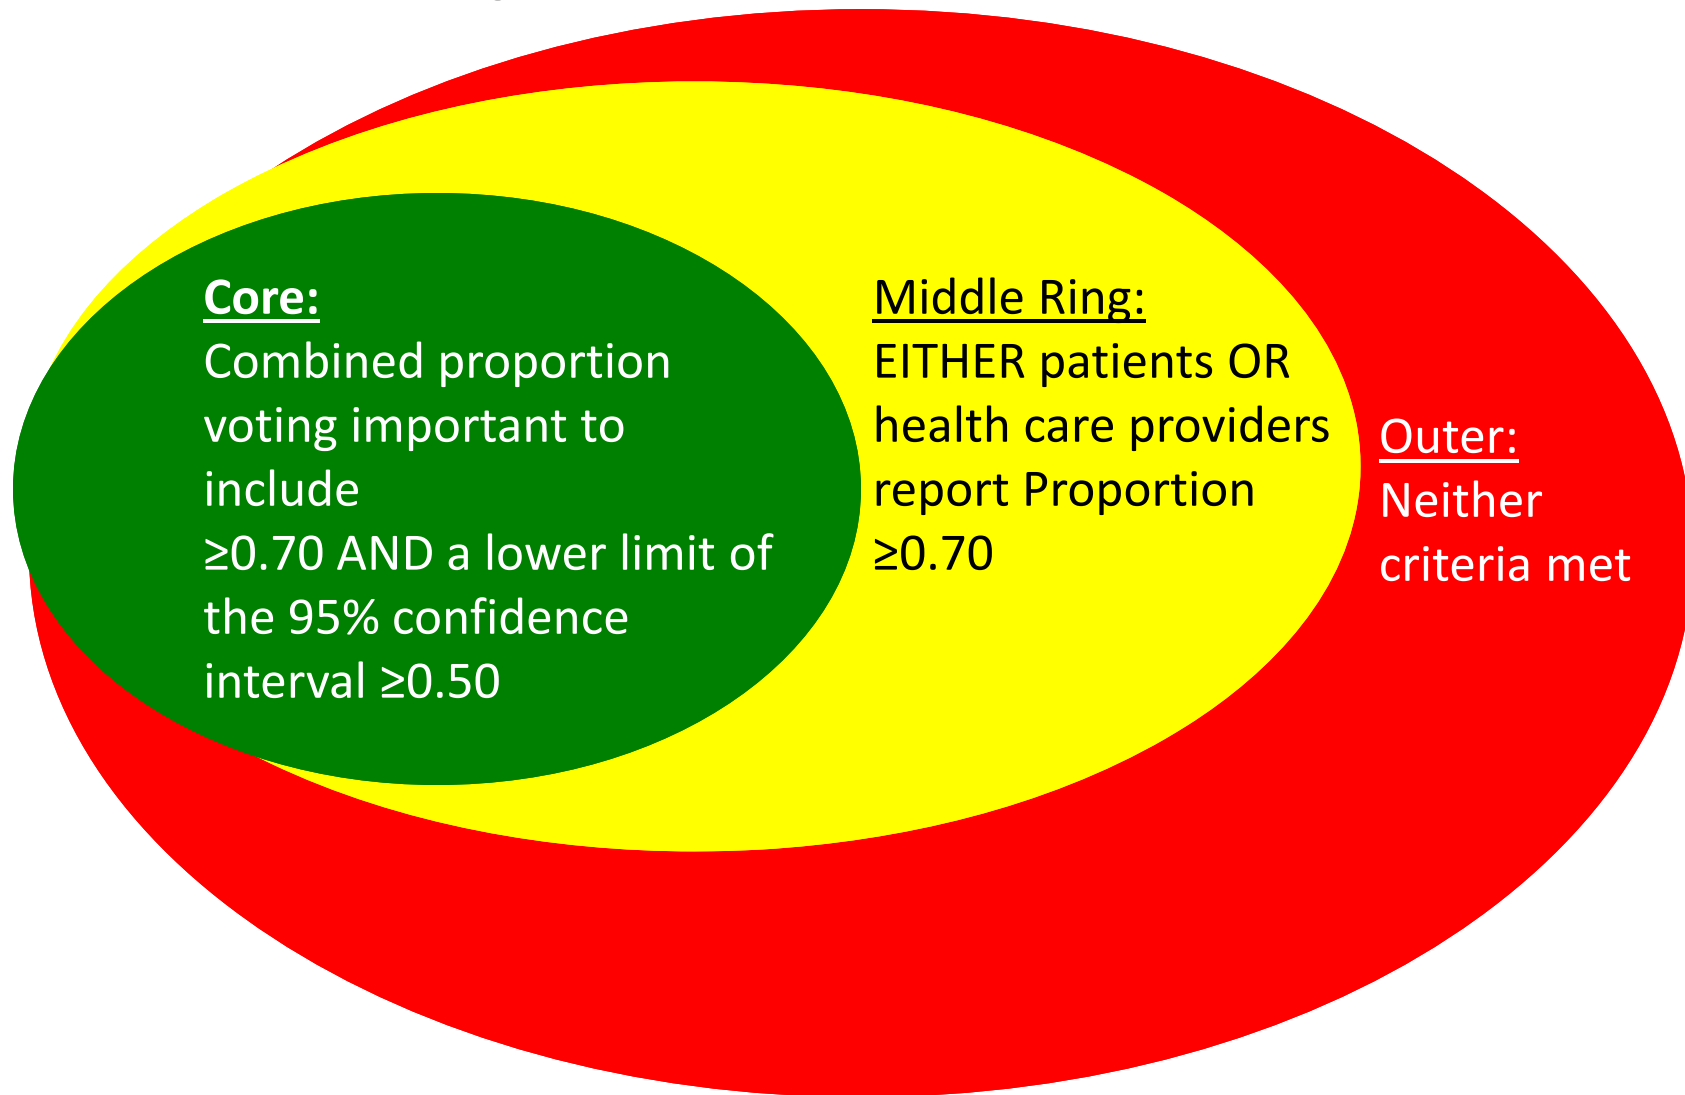 Core:
Combined proportion
voting important to
include
≥0.70 AND a lower limit of
the 95% confidence
interval ≥0.50
Middle Ring:
EITHER patients OR
health care providers
report Proportion
≥0.70
Outer:
Neither
criteria met